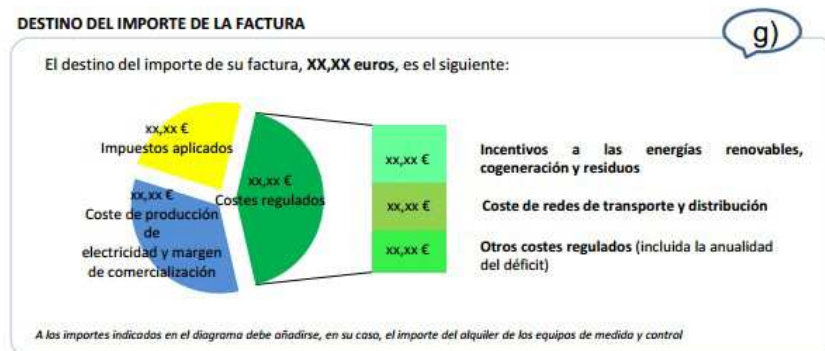 DESTINO DEL IMPORTE DE LA FACTURA
g)
El destino del importe de su factura, XX,XX euros, es el siguiente:
xx,xx €
Impuestos aplicados
xx,xx €
Costes regulados
xx,xx €
Coste de producción
de
electricidad y margen
de comercialización
xx,xx €
Incentivos a las energías renovables,
cogeneración y residuos
xx,xx €
Coste de redes de transporte y distribución
xx,xx €
Otros costes regulados (incluida la anualidad
del déficit)
A los importes indicados en el diagrama debe añadirse, en su caso, el importe del alquiler de los equipos de medida y control